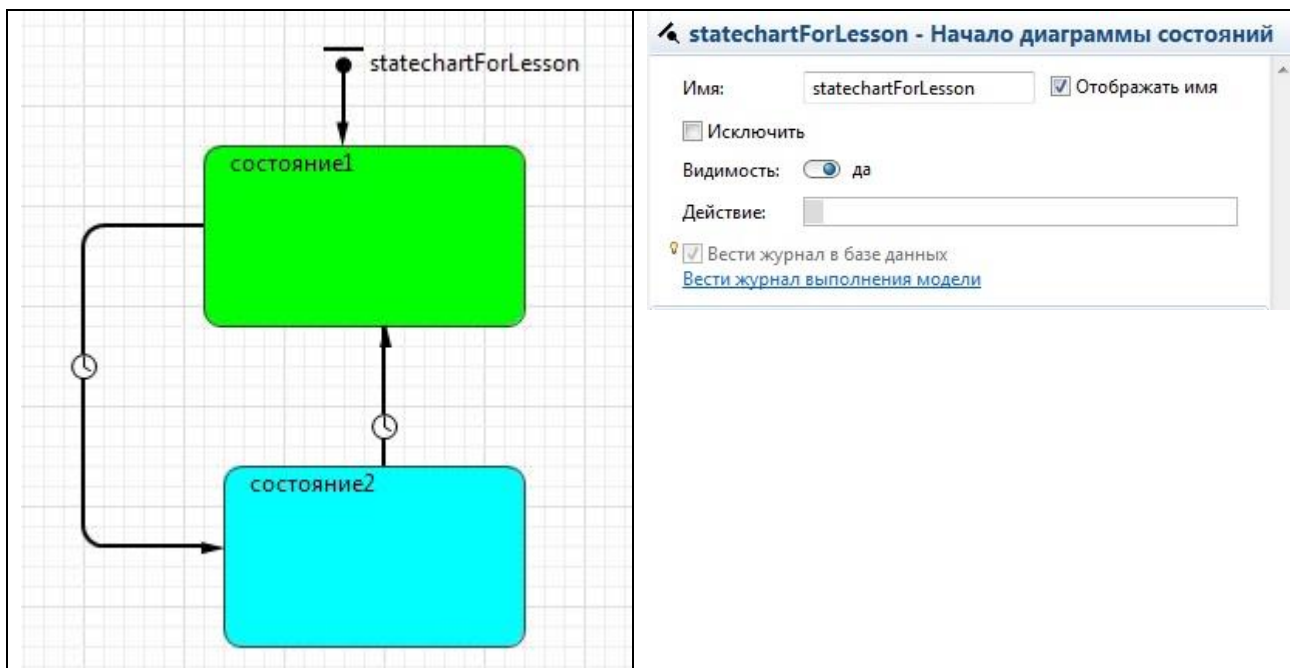 statechartForLesson
состояние1
состояние2
statechartForLesson - Начало диаграммы состояний
Имя: statechartForLesson Отображать имя
Исключить
Видимость: да
Действие:
Вести журнал в базе данных
Вести журнал выполнения модели